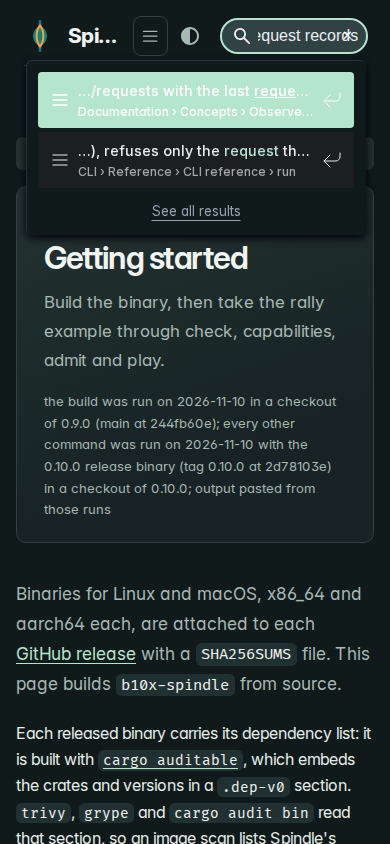 Spi...
equest records
.../requests with the last reque...
Documentation › Concepts › Observe...
...), refuses only the request th...
CLI › Reference › CLI reference › run
See all results
Getting started
Build the binary, then take the rally
example through check, capabilities,
admit and play.
the build was run on 2026-11-10 in a checkout
of 0.9.0 (main at 244fb60e); every other
command was run on 2026-11-10 with the
0.10.0 release binary (tag 0.10.0 at 2d78103e)
in a checkout of 0.10.0; output pasted from
those runs
Binaries for Linux and macOS, x86_64 and
aarch64 each, are attached to each
GitHub release with a SHA256SUMS file. This
page builds b10x-spindle from source.
Each released binary carries its dependency list: it
is built with cargo auditable, which embeds
the crates and versions in a .dep-v0 section.
trivy, grype and cargo audit bin read
that section, so an image scan lists Spindle's